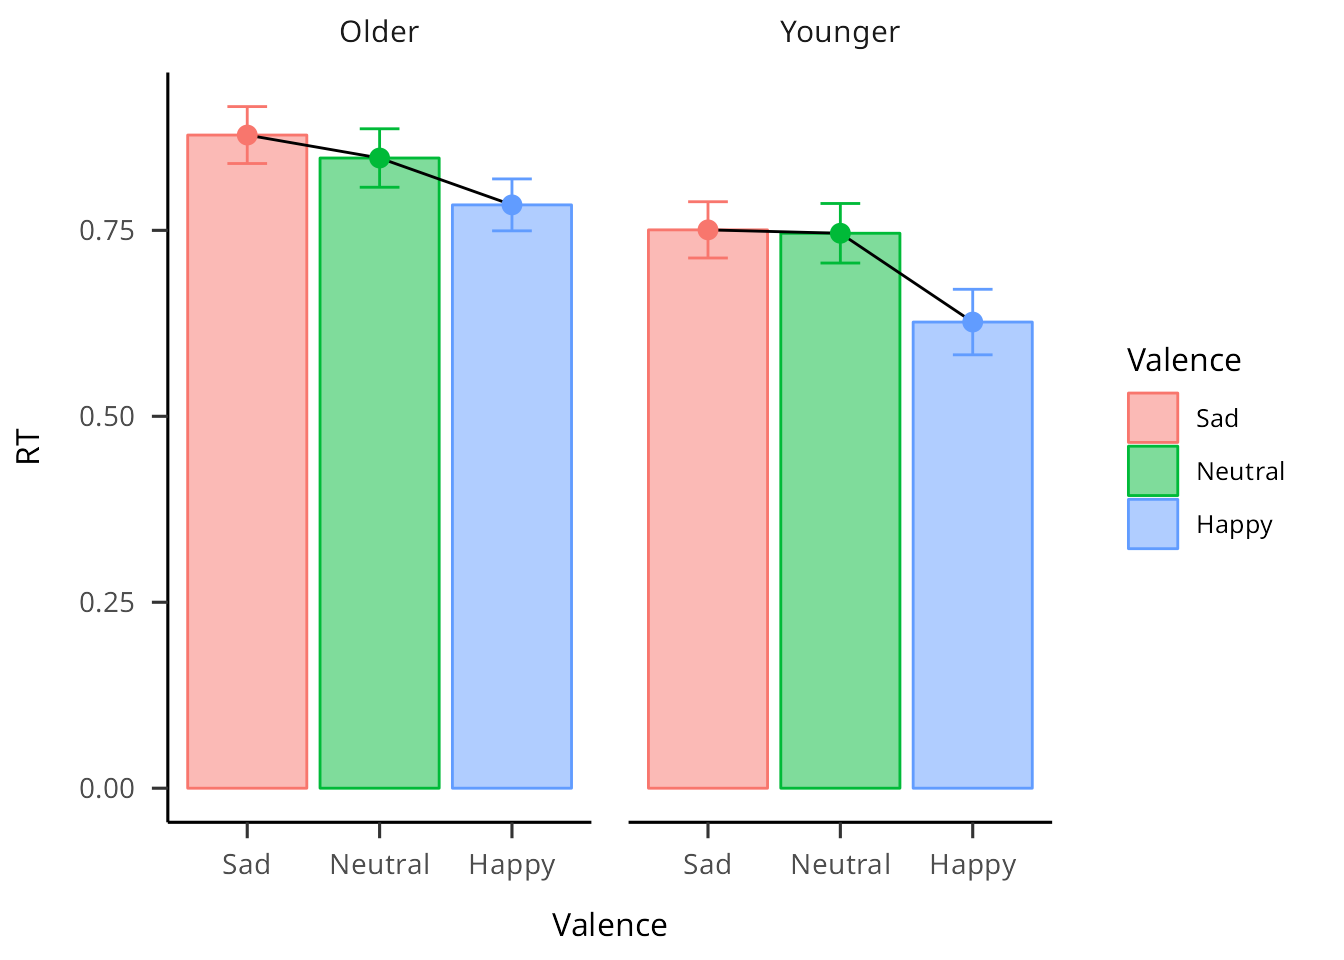 Older Younger
RT
0.75
0.50
0.25
0.00
Sad Neutral Happy Sad Neutral Happy
Valence
Valence
Sad
Neutral
Happy